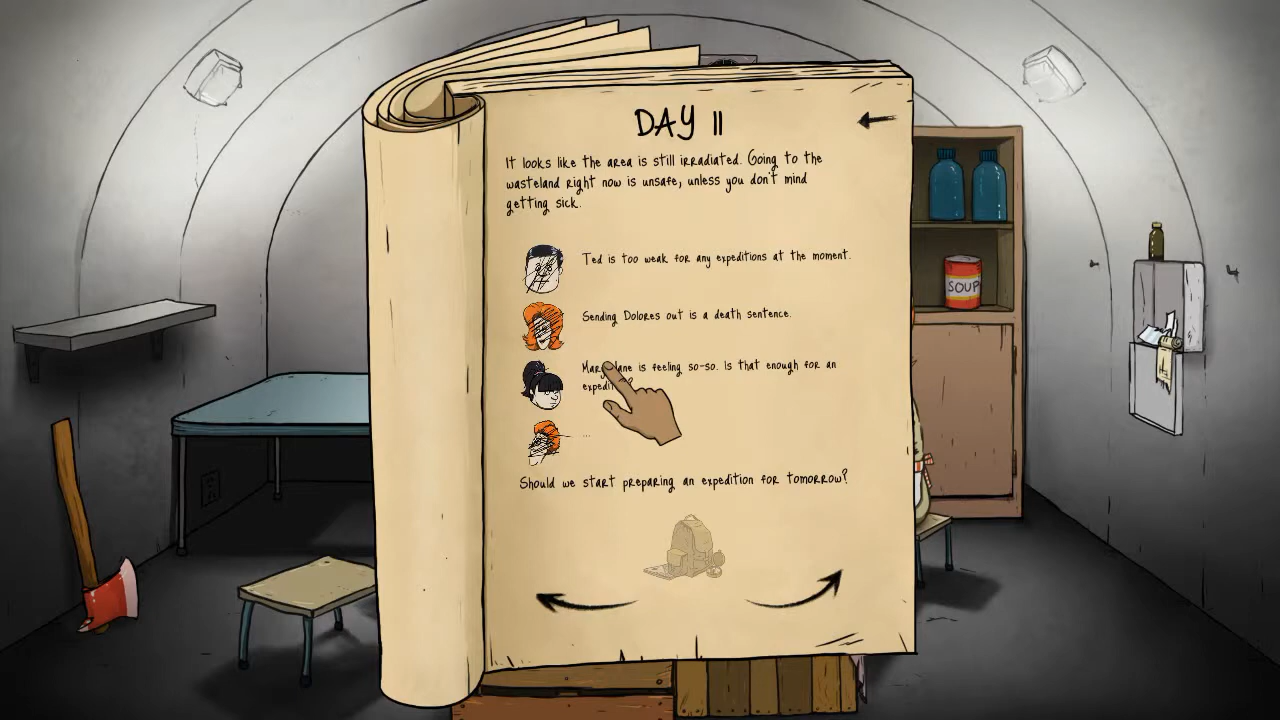 DAY 11
It looks like the area is still irradiated. Going to the
wasteland right now is unsafe, unless you don't mind
getting sick.
Ted is too weak for any expeditions at the moment.
Sending Dolores out is a death sentence.
Mary Jane is feeling so-so. Is that enough for an
...
Should we start preparing an expedition for tomorrow?
SOUP